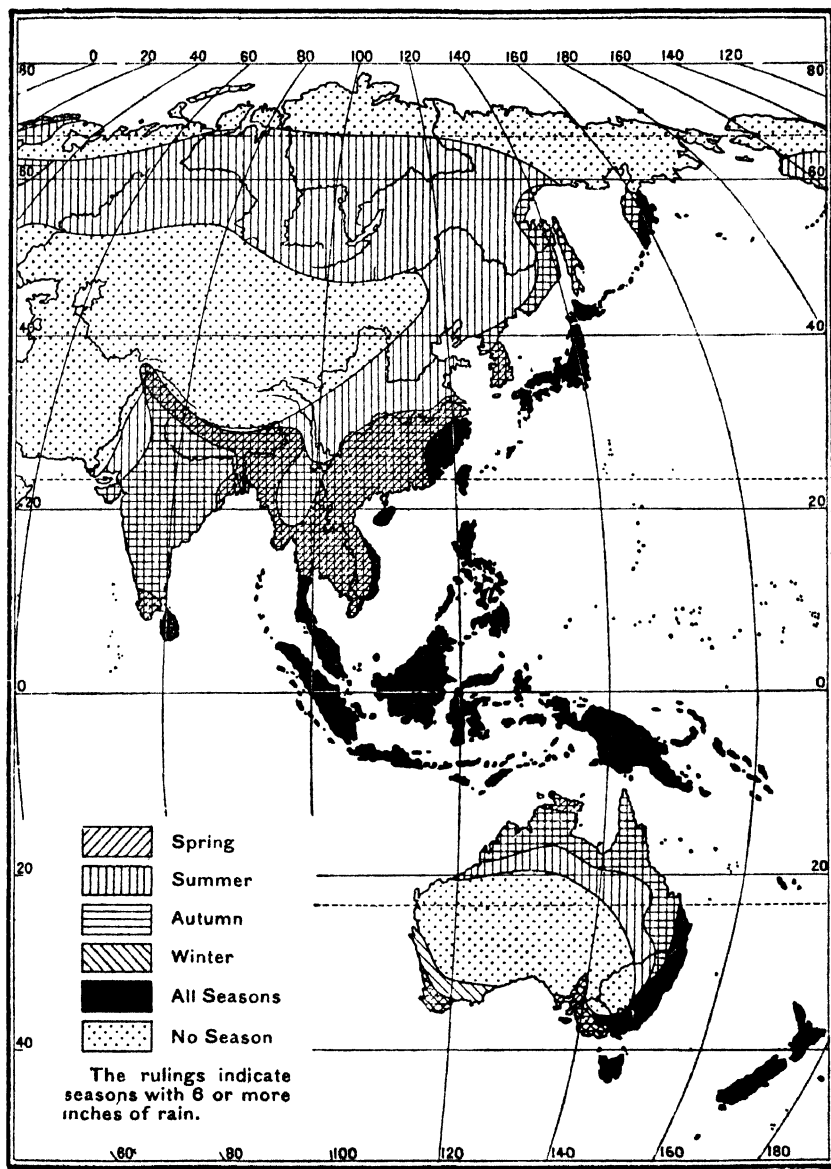 0 20 40 60 80 100 120 140 160 180 160 140 120
80 80
60
40 40
20 20
0 0
Spring
Summer
20 20
Autumn
Winter
All Seasons
No Season
40
The rulings indicate
seasons with 6 or more
inches of rain.
60 80 100 120 140 160 180